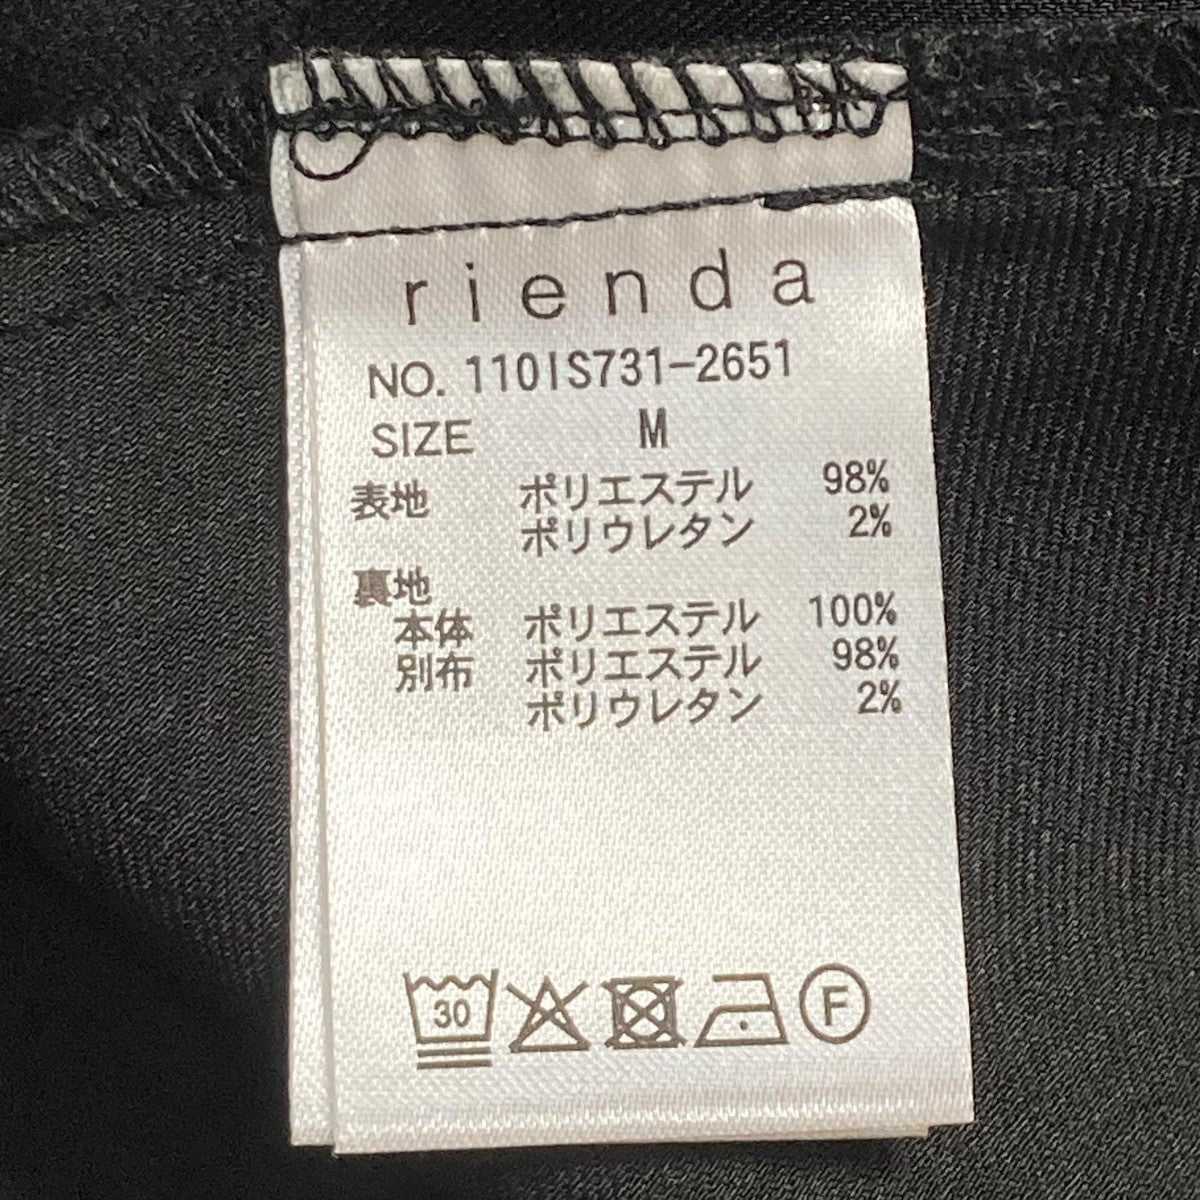 rienda
NO. 110IS731-2651
SIZE M
表地 ポリエステル 98%
ポリウレタン 2%
裏地
本体 ポリエステル 100%
別布 ポリエステル 98%
ポリウレタン 2%
30 F